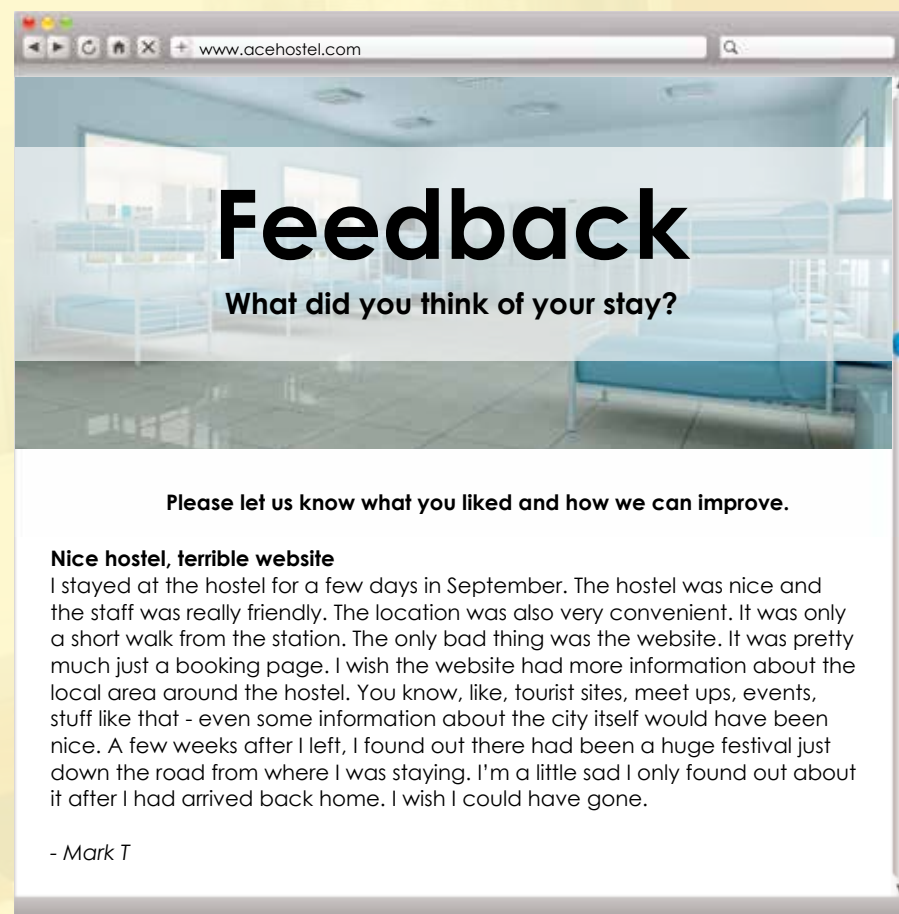 www.acehostel.com
Feedback
What did you think of your stay?
Please let us know what you liked and how we can improve.
Nice hostel, terrible website
I stayed at the hostel for a few days in September. The hostel was nice and
the staff was really friendly. The location was also very convenient. It was only
a short walk from the station. The only bad thing was the website. It was pretty
much just a booking page. I wish the website had more information about the
local area around the hostel. You know, like, tourist sites, meet ups, events,
stuff like that - even some information about the city itself would have been
nice. A few weeks after I left, I found out there had been a huge festival just
down the road from where I was staying. I'm a little sad I only found out about
it after I had arrived back home. I wish I could have gone.
- Mark T